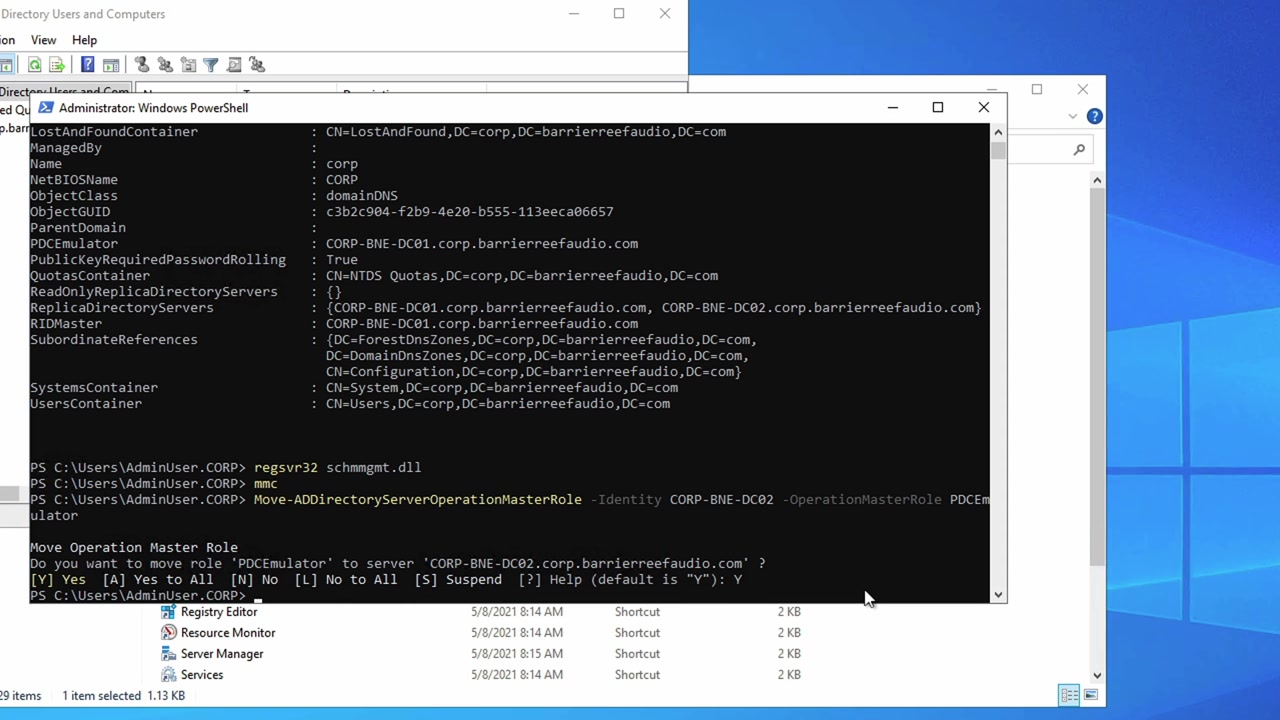 Directory Users and Computers
ion View Help
Directory Users and Com
ed Qu
p.bar
Administrator: Windows PowerShell
LostAndFoundContainer : CN=LostAndFound,DC=corp,DC=barrierreefaudio,DC=com
ManagedBy :
Name : corp
NetBIOSName : CORP
ObjectClass : domainDNS
ObjectGUID : c3b2c904-f2b9-4e20-b555-113eeca06657
ParentDomain :
PDCEmulator : CORP-BNE-DC01.corp.barrierreefaudio.com
PublicKeyRequiredPasswordRolling : True
QuotasContainer : CN=NTDS Quotas,DC=corp,DC=barrierreefaudio,DC=com
ReadOnlyReplicaDirectoryServers : {}
ReplicaDirectoryServers : {CORP-BNE-DC01.corp.barrierreefaudio.com, CORP-BNE-DC02.corp.barrierreefaudio.com}
RIDMaster : CORP-BNE-DC01.corp.barrierreefaudio.com
SubordinateReferences : {DC=ForestDnsZones,DC=corp,DC=barrierreefaudio,DC=com,
DC=DomainDnsZones,DC=corp,DC=barrierreefaudio,DC=com,
CN=Configuration,DC=corp,DC=barrierreefaudio,DC=com}
SystemsContainer : CN=System,DC=corp,DC=barrierreefaudio,DC=com
UsersContainer : CN=Users,DC=corp,DC=barrierreefaudio,DC=com
PS C:\Users\AdminUser.CORP> regsvr32 schmmgmt.dll
PS C:\Users\AdminUser.CORP> mmc
PS C:\Users\AdminUser.CORP> Move-ADDirectoryServerOperationMasterRole -Identity CORP-BNE-DC02 -OperationMasterRole PDCEm
ulator
Move Operation Master Role
Do you want to move role 'PDCEmulator' to server 'CORP-BNE-DC02.corp.barrierreefaudio.com' ?
[Y] Yes [A] Yes to All [N] No [L] No to All [S] Suspend [?] Help (default is "Y"): Y
PS C:\Users\AdminUser.CORP>
Registry Editor 5/8/2021 8:14 AM Shortcut 2 KB
Resource Monitor 5/8/2021 8:14 AM Shortcut 2 KB
Server Manager 5/8/2021 8:15 AM Shortcut 2 KB
Services 5/8/2021 8:14 AM Shortcut 2 KB
29 items 1 item selected 1.13 KB